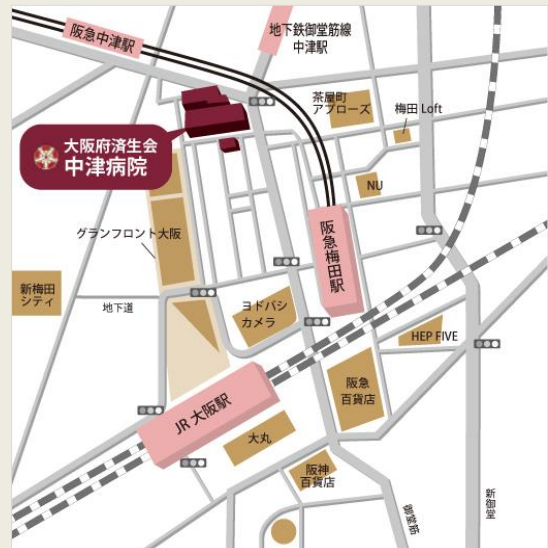 阪急中津駅
地下鉄御堂筋線
中津駅
茶屋町
アプローズ
梅田 Loft
大阪府済生会
中津病院
NU
グランフロント大阪
阪急梅田駅
新梅田
シティ
地下道
ヨドバシ
カメラ
HEP FIVE
阪急
百貨店
JR 大阪駅
大丸
阪神
百貨店
御堂筋
新御堂